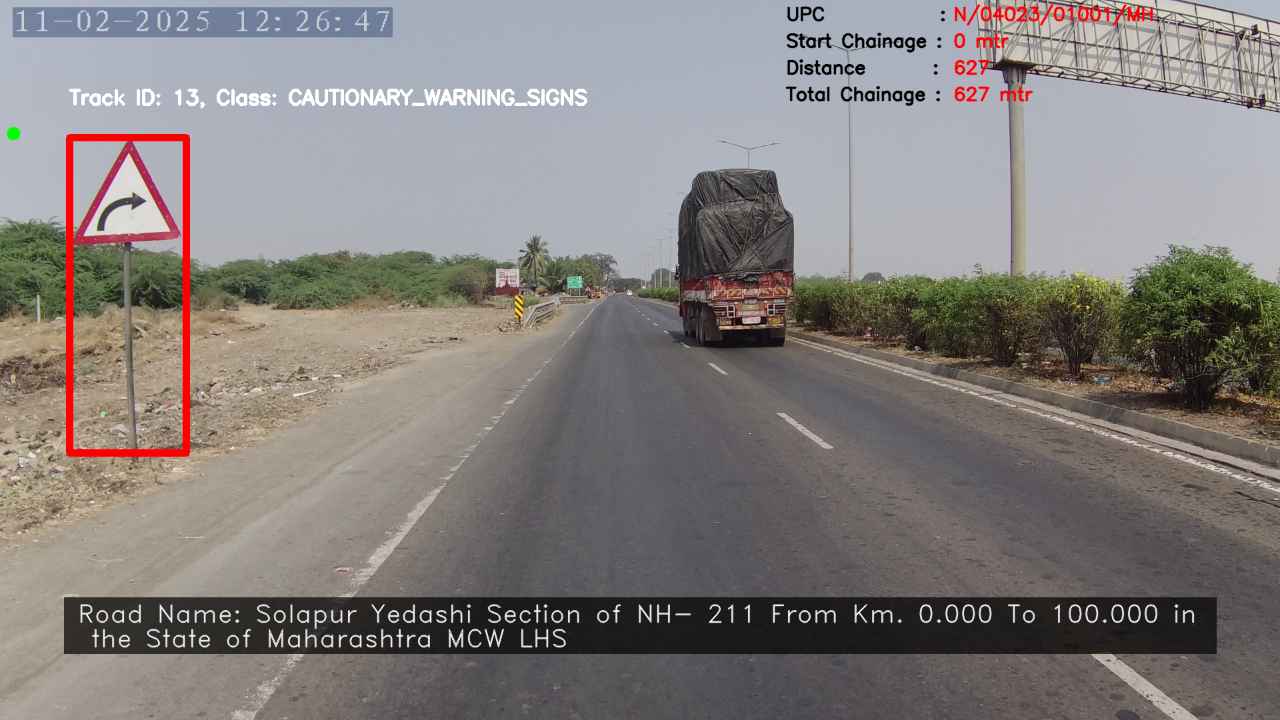 11-02-2025 12:26:47
UPC : N/04023/01001/MH
Start Chainage : 0 mtr
Distance : 627
Total Chainage : 627 mtr
Track ID: 13, Class: CAUTIONARY_WARNING_SIGNS
Road Name: Solapur Yedashi Section of NH- 211 From Km. 0.000 To 100.000 in
the State of Maharashtra MCW LHS